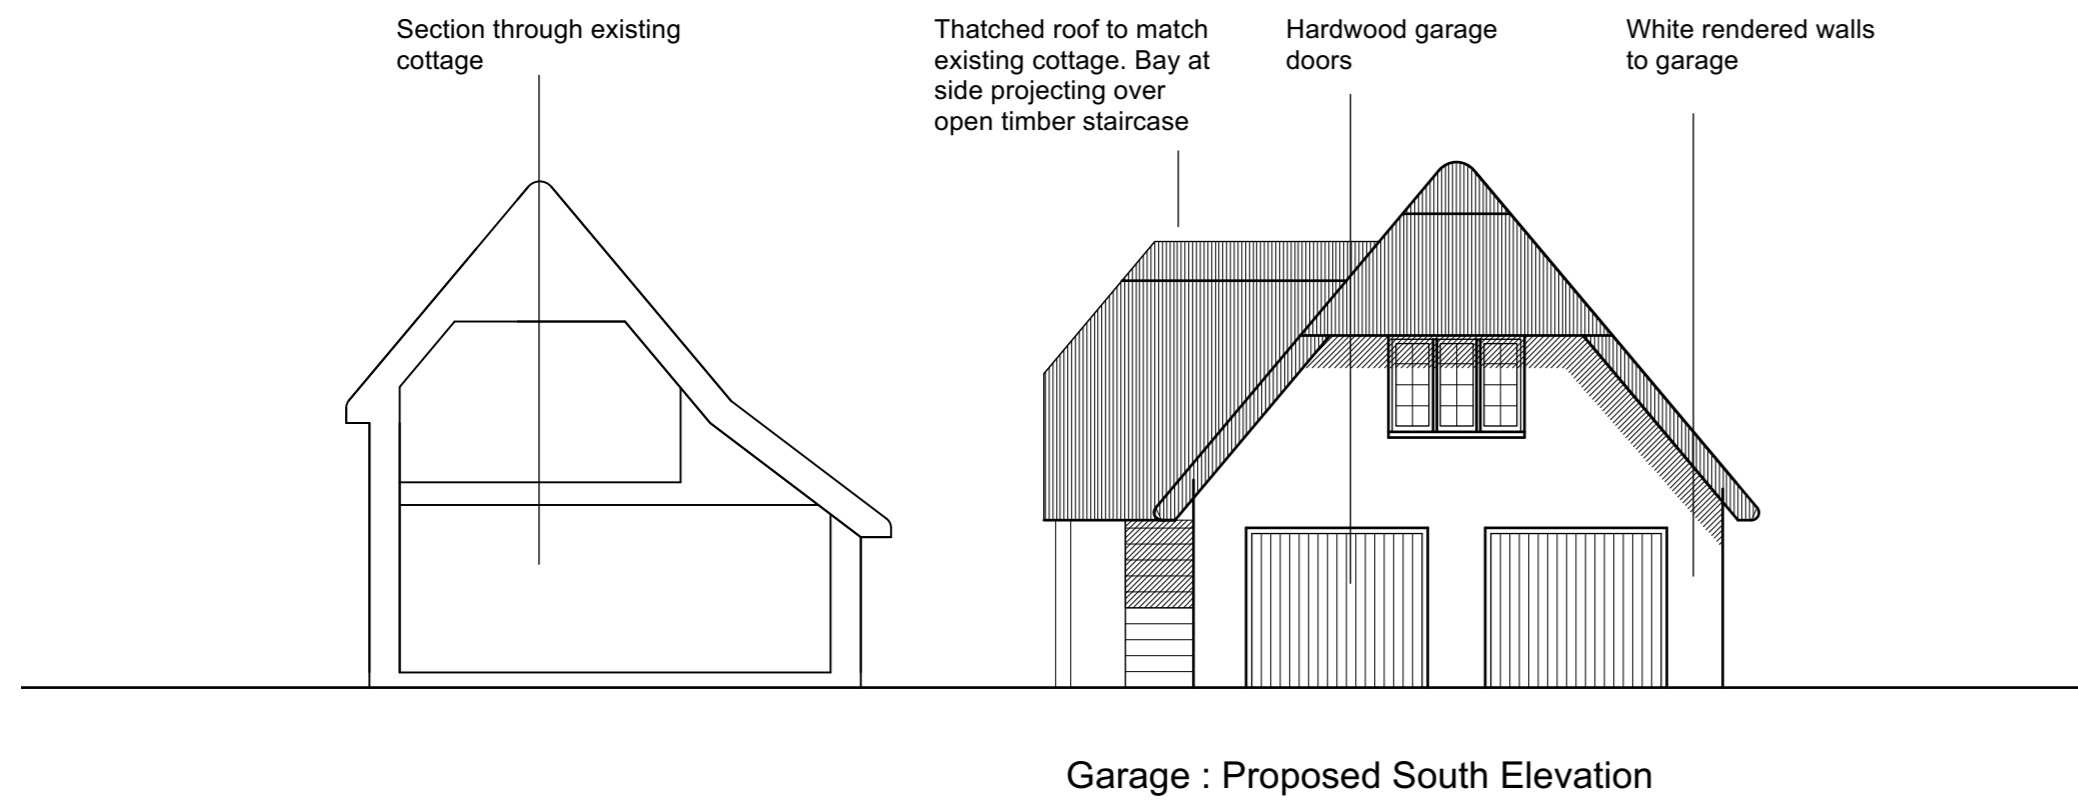 Section through existing
cottage
Thatched roof to match
existing cottage. Bay at
side projecting over
open timber staircase
Hardwood garage
doors
White rendered walls
to garage
Garage : Proposed South Elevation